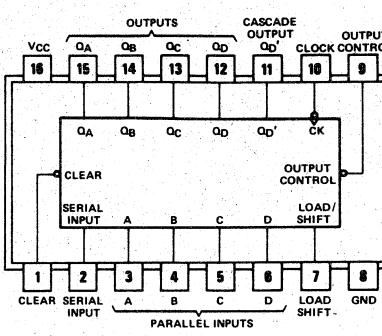 OUTPUTS
CASCADE
OUTPUT
OUTPUT
VCC QA QB QC QD QD' CLOCK CONTROL
16 15 14 13 12 11 10 9
QA QB QC QD QD' CK
CLEAR
OUTPUT
CONTROL
SERIAL
INPUT A B C D
LOAD/
SHIFT
1 2 3 4 5 6 7 8
CLEAR SERIAL
INPUT
A B C D LOAD
SHIFT
GND
PARALLEL INPUTS